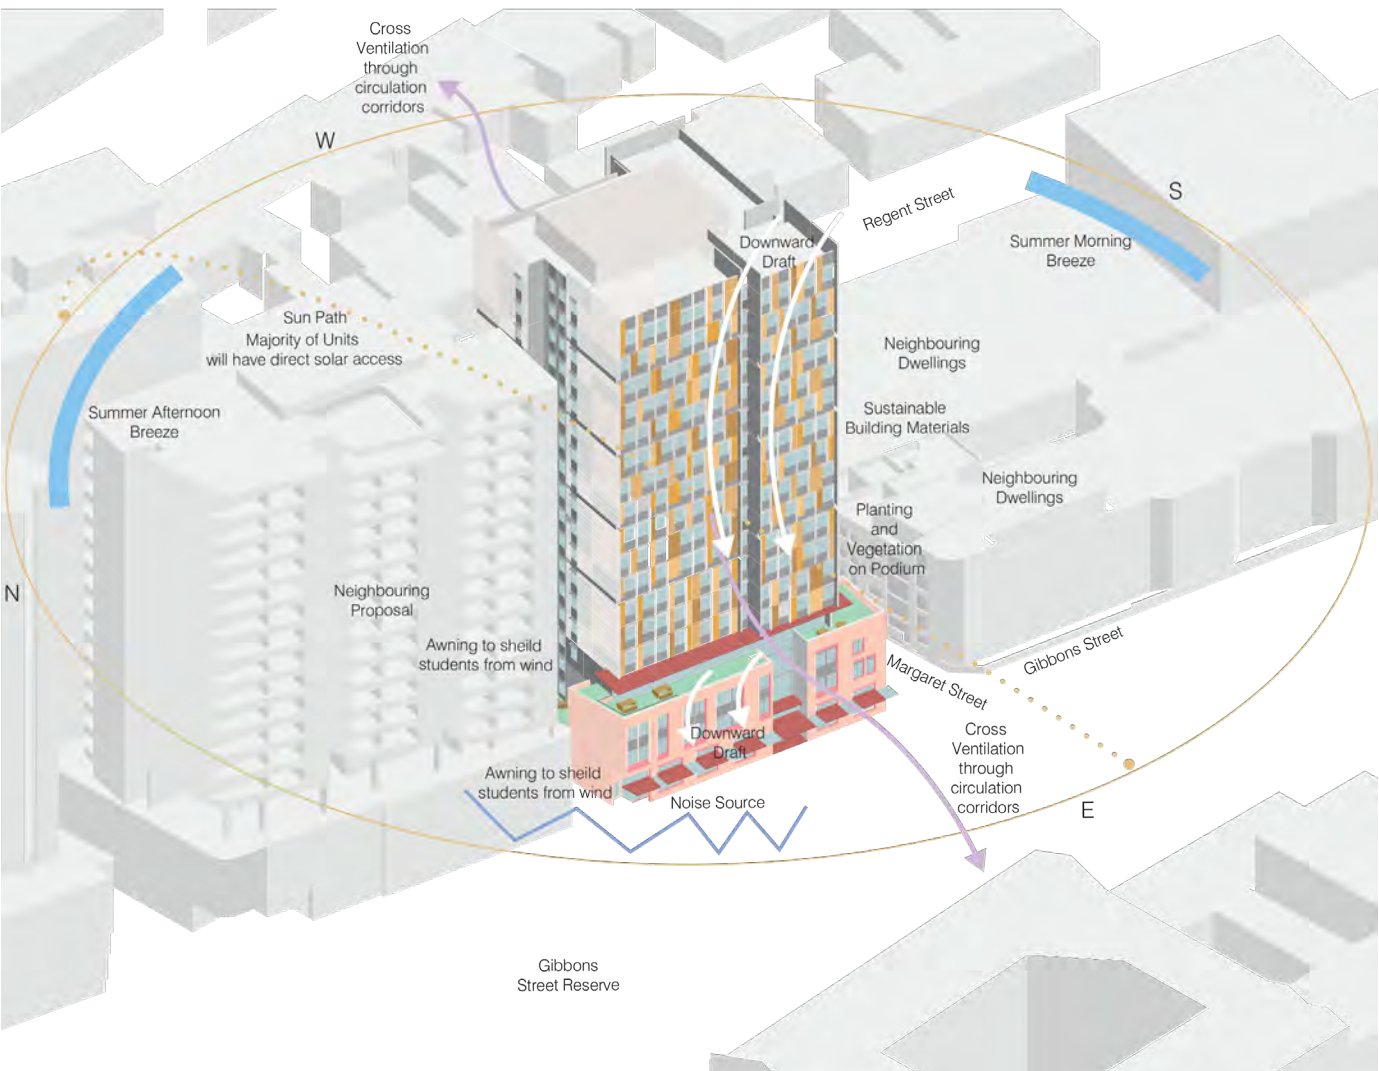 Cross
Ventilation
through
circulation
corridors
W
S
Regent Street
Downward
Draft
Summer Morning
Breeze
Sun Path
Majority of Units
will have direct solar access
Neighbouring
Dwellings
Summer Afternoon
Breeze
Sustainable
Building Materials
Neighbouring
Dwellings
Planting
and
Vegetation
on Podium
N
Neighbouring
Proposal
Awning to sheild
students from wind
Gibbons Street
Margaret Street
Downward
Draft
Cross
Ventilation
through
circulation
corridors
Awning to sheild
students from wind
Noise Source
E
Gibbons
Street Reserve